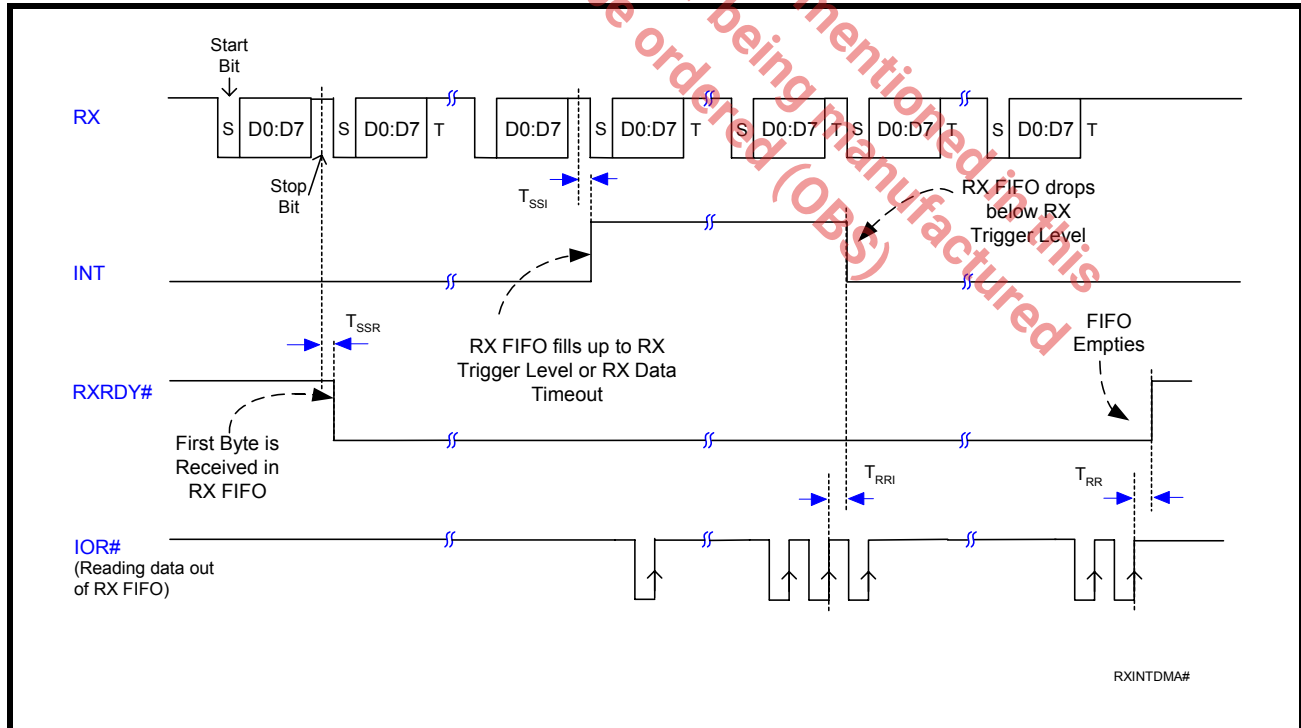 mentioned in this
being manufactured
be ordered (OBS)
Start
Bit
RX
S D0:D7 S D0:D7 T D0:D7 S D0:D7 T S D0:D7 T S D0:D7 T S D0:D7 T
Stop
Bit
TSSI
RX FIFO drops
below RX
Trigger Level
INT
TSSR
RX FIFO fills up to RX
Trigger Level or RX Data
Timeout
FIFO
Empties
RXRDY#
First Byte is
Received in
RX FIFO
TRRI
TRR
IOR#
(Reading data out
of RX FIFO)
RXINTDMA#